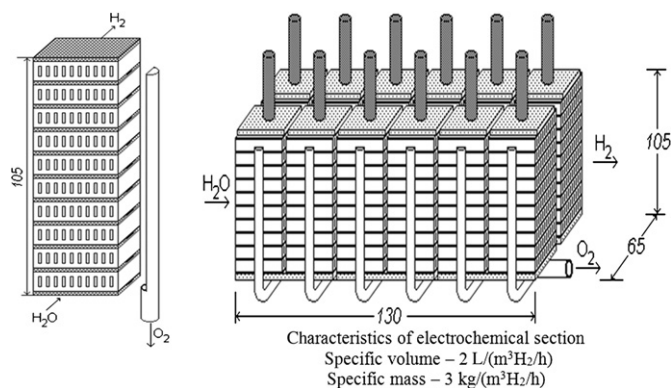 H₂
105
H₂O
O₂
H₂O
H₂
105
65
O₂
130
Characteristics of electrochemical section
Specific volume – 2 L/(m³H₂/h)
Specific mass – 3 kg/(m³H₂/h)